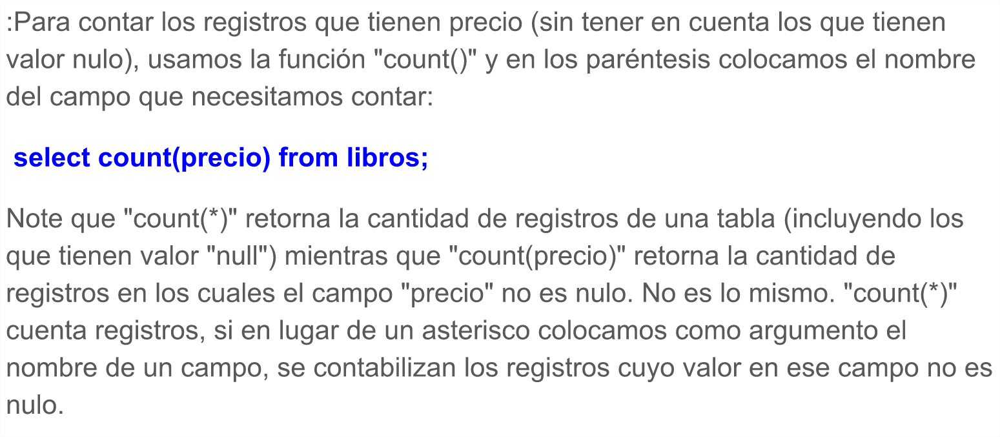 :Para contar los registros que tienen precio (sin tener en cuenta los que tienen
valor nulo), usamos la función "count()" y en los paréntesis colocamos el nombre
del campo que necesitamos contar:
select count(precio) from libros;
Note que "count(*)" retorna la cantidad de registros de una tabla (incluyendo los
que tienen valor "null") mientras que "count(precio)" retorna la cantidad de
registros en los cuales el campo "precio" no es nulo. No es lo mismo. "count(*)"
cuenta registros, si en lugar de un asterisco colocamos como argumento el
nombre de un campo, se contabilizan los registros cuyo valor en ese campo no es
nulo.